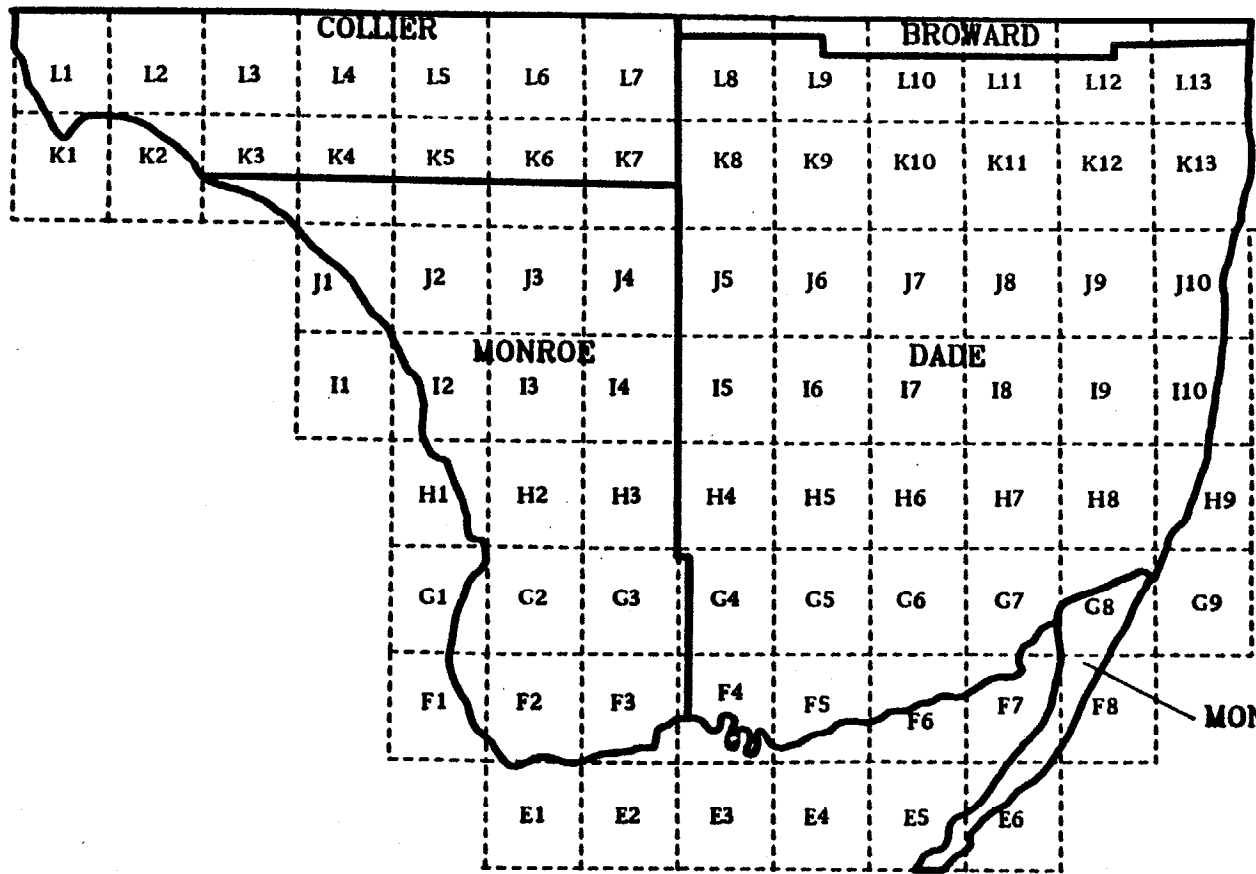 COLLIER BROWARD
L1 L2 L3 L4 L5 L6 L7 L8 L9 L10 L11 L12 L13
K1 K2 K3 K4 K5 K6 K7 K8 K9 K10 K11 K12 K13
J1 J2 J3 J4 J5 J6 J7 J8 J9 J10
MONROE DADE
I1 I2 I3 I4 I5 I6 I7 I8 I9 I10
H1 H2 H3 H4 H5 H6 H7 H8 H9
G1 G2 G3 G4 G5 G6 G7 G8 G9
F1 F2 F3 F4 F5 F6 F7 F8 MON
E1 E2 E3 E4 E5 E6